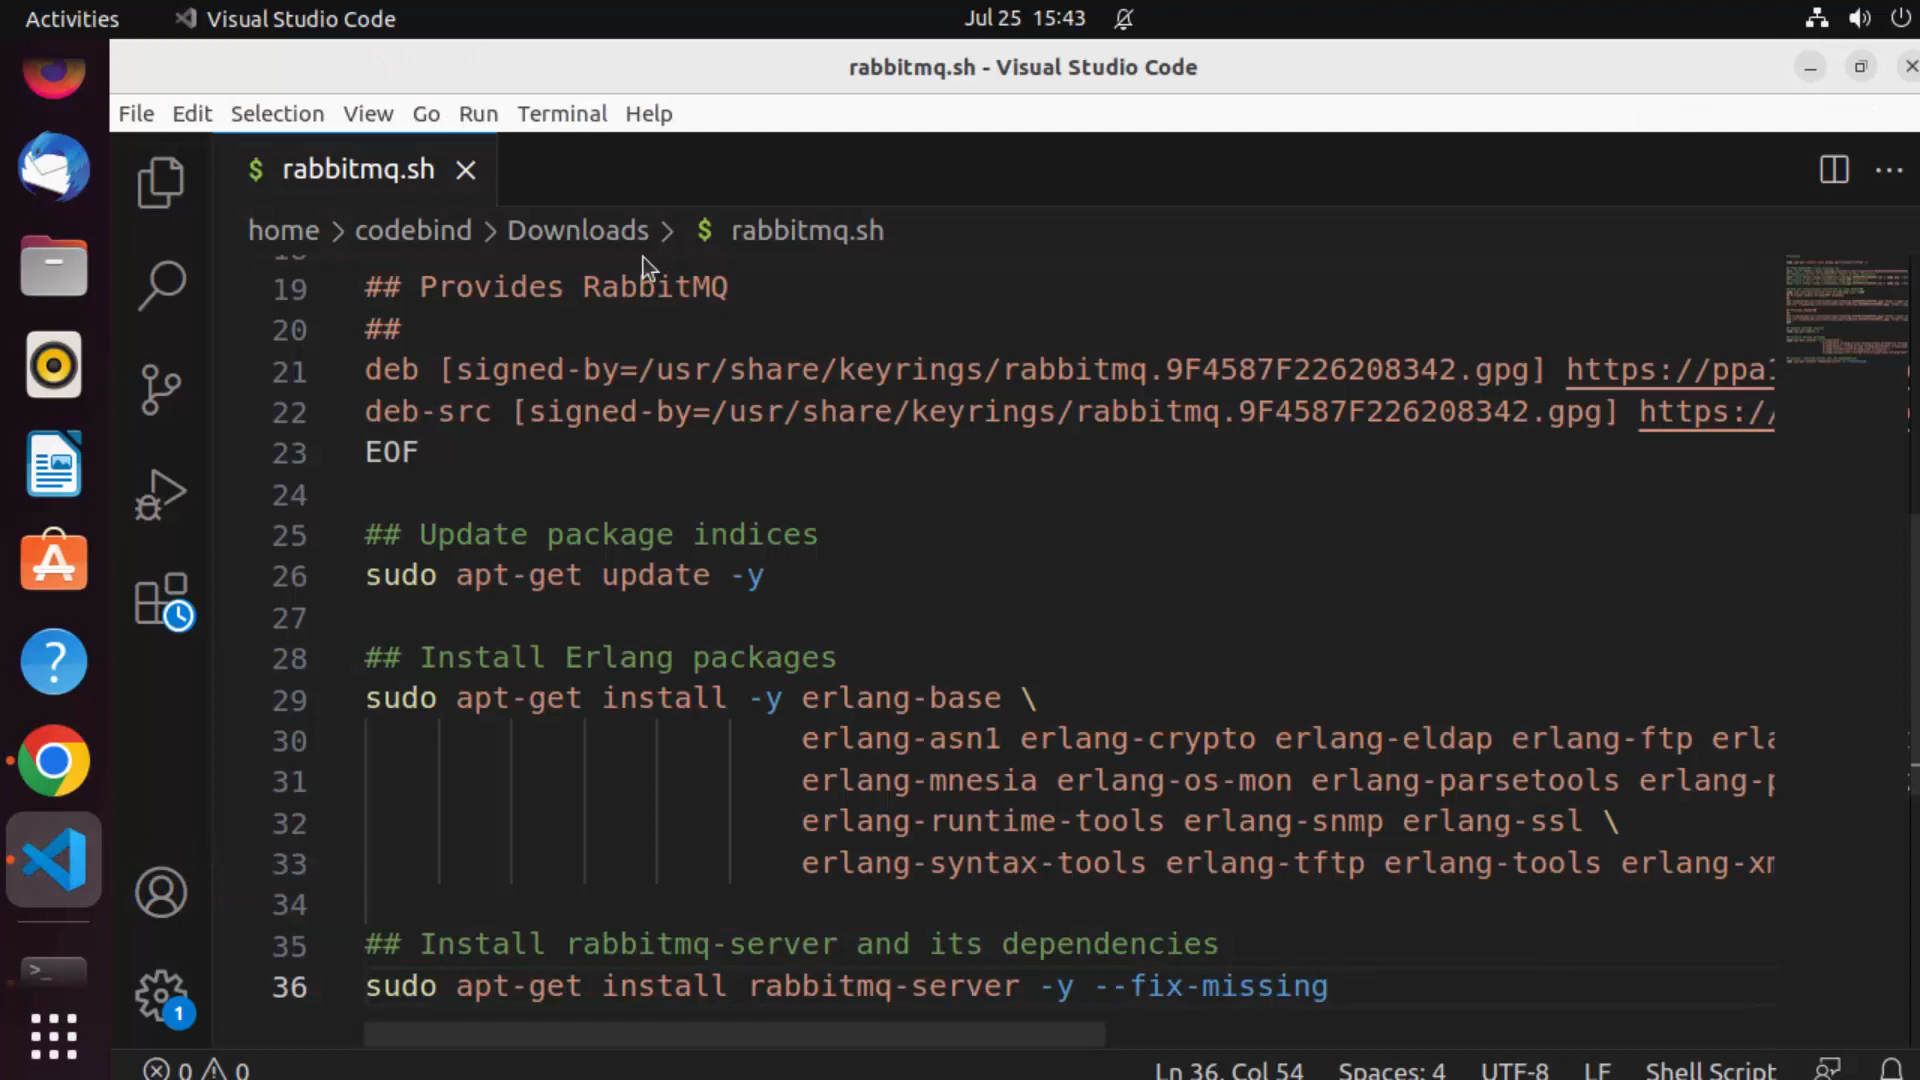 Activities Visual Studio Code Jul 25 15:43
rabbitmq.sh - Visual Studio Code
File Edit Selection View Go Run Terminal Help
$ rabbitmq.sh
home > codebind > Downloads > $ rabbitmq.sh
19 ## Provides RabbitMQ
20 ##
21 deb [signed-by=/usr/share/keyrings/rabbitmq.9F4587F226208342.gpg] https://ppa1
22 deb-src [signed-by=/usr/share/keyrings/rabbitmq.9F4587F226208342.gpg] https://
23 EOF
24
25 ## Update package indices
26 sudo apt-get update -y
27
28 ## Install Erlang packages
29 sudo apt-get install -y erlang-base \
30 erlang-asn1 erlang-crypto erlang-eldap erlang-ftp erla
31 erlang-mnesia erlang-os-mon erlang-parsetools erlang-p
32 erlang-runtime-tools erlang-snmp erlang-ssl \
33 erlang-syntax-tools erlang-tftp erlang-tools erlang-xm
34
35 ## Install rabbitmq-server and its dependencies
36 sudo apt-get install rabbitmq-server -y --fix-missing
1
0 0 Ln 36, Col 54 Spaces: 4 UTF-8 LF Shell Script